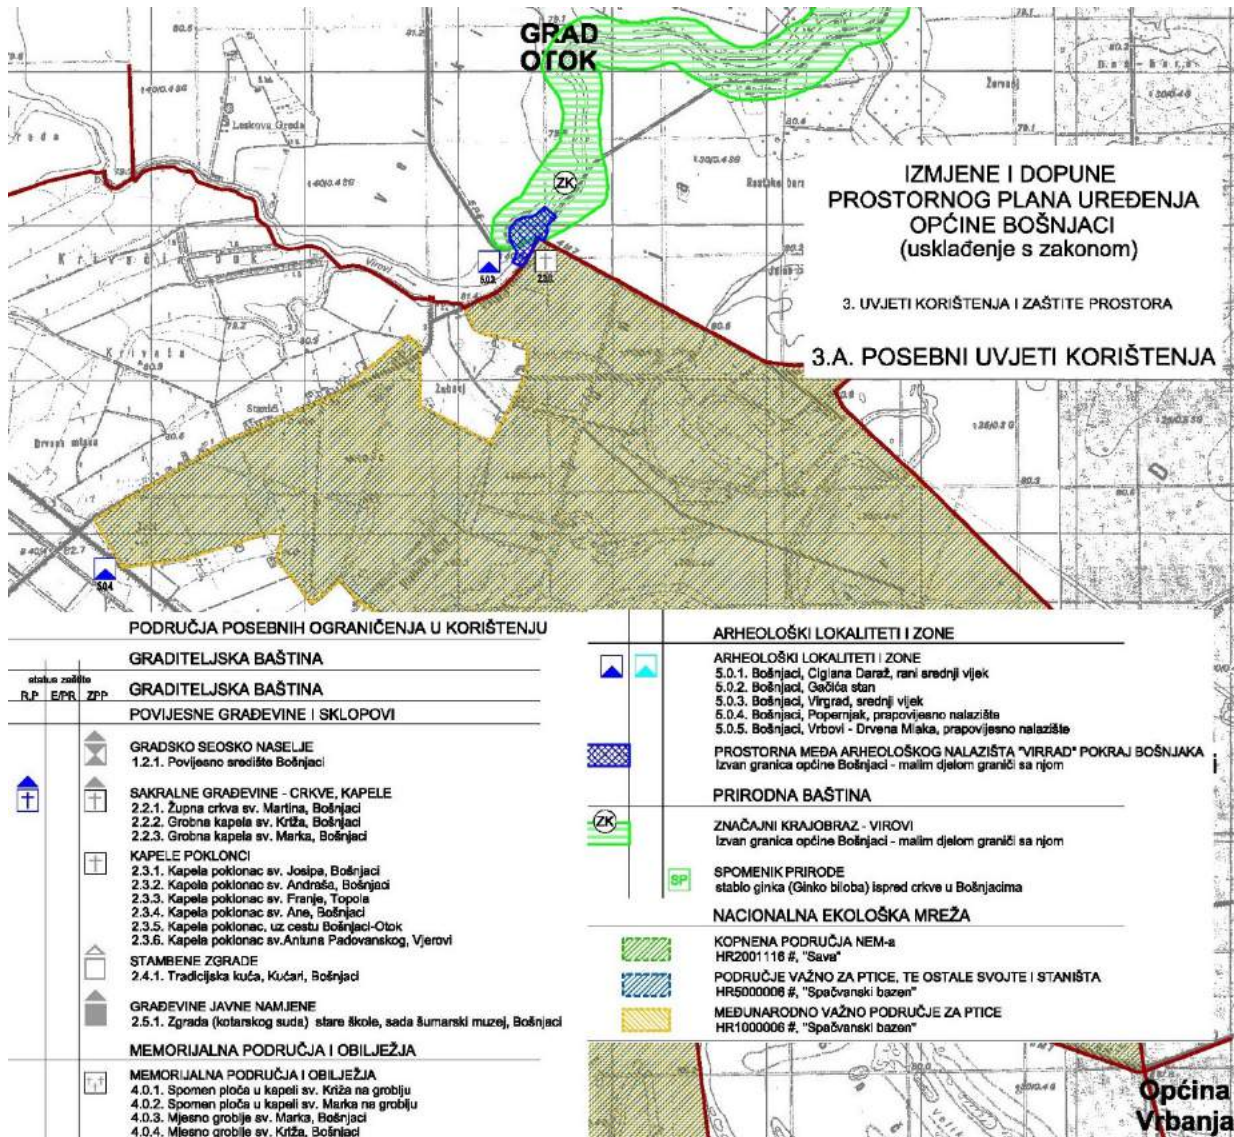 GRAD
OTOK
ZK
Leskova Greda
Virovi
Krivača
Žabanj
Stantić
5.03.
5.04.
IZMJENE I DOPUNE
PROSTORNOG PLANA UREĐENJA
OPĆINE BOŠNJACI
(usklađenje s zakonom)
3. UVJETI KORIŠTENJA I ZAŠTITE PROSTORA
3.A. POSEBNI UVJETI KORIŠTENJA
PODRUČJA POSEBNIH OGRANIČENJA U KORIŠTENJU
GRADITELJSKA BAŠTINA
status zaštite
R.P E/PR ZPP
GRADITELJSKA BAŠTINA
POVIJESNE GRAĐEVINE I SKLOPOVI
GRADSKO SEOSKO NASELJE
1.2.1. Povijesno središte Bošnjaci
SAKRALNE GRAĐEVINE - CRKVE, KAPELE
2.2.1. Župna crkva sv. Martina, Bošnjaci
2.2.2. Grobna kapela sv. Križa, Bošnjaci
2.2.3. Grobna kapela sv. Marka, Bošnjaci
KAPELE POKLONCI
2.3.1. Kapela poklonac sv. Josipa, Bošnjaci
2.3.2. Kapela poklonac sv. Andraša, Bošnjaci
2.3.3. Kapela poklonac sv. Franje, Topola
2.3.4. Kapela poklonac sv. Ane, Bošnjaci
2.3.5. Kapela poklonac, uz cestu Bošnjaci-Otok
2.3.6. Kapela poklonac sv.Antuna Padovanskog, Vjerovi
STAMBENE ZGRADE
2.4.1. Tradicijska kuća, Kućari, Bošnjaci
GRAĐEVINE JAVNE NAMJENE
2.5.1. Zgrada (kotarskog suda) stare škole, sada šumarski muzej, Bošnjaci
MEMORIJALNA PODRUČJA I OBILJEŽJA
MEMORIJALNA PODRUČJA I OBILJEŽJA
4.0.1. Spomen ploča u kapeli sv. Križa na groblju
4.0.2. Spomen ploča u kapeli sv. Marka na groblju
4.0.3. Mjesno groblje sv. Marka, Bošnjaci
4.0.4. Mjesno groblje sv. Križa, Bošnjaci
ARHEOLOŠKI LOKALITETI I ZONE
ARHEOLOŠKI LOKALITETI I ZONE
5.0.1. Bošnjaci, Ciglana Daraž, rani srednji vijek
5.0.2. Bošnjaci, Gačića stan
5.0.3. Bošnjaci, Virgrad, srednji vijek
5.0.4. Bošnjaci, Popernjak, prapovijesno nalazište
5.0.5. Bošnjaci, Vrbovi - Drvena Mlaka, prapovijesno nalazište
PROSTORNA MEĐA ARHEOLOŠKOG NALAZIŠTA "VIRRAD" POKRAJ BOŠNJAKA
Izvan granica općine Bošnjaci - malim djelom graniči sa njom
PRIRODNA BAŠTINA
ZK
ZNAČAJNI KRAJOBRAZ - VIROVI
Izvan granica općine Bošnjaci - malim djelom graniči sa njom
SP
SPOMENIK PRIRODE
stablo ginka (Ginko biloba) ispred crkve u Bošnjacima
NACIONALNA EKOLOŠKA MREŽA
KOPNENA PODRUČJA NEM-a
HR2001116 #, "Sava"
PODRUČJE VAŽNO ZA PTICE, TE OSTALE SVOJTE I STANIŠTA
HR5000006 #, "Spačvanski bazen"
MEĐUNARODNO VAŽNO PODRUČJE ZA PTICE
HR1000006 #, "Spačvanski bazen"
Općina
Vrbanja